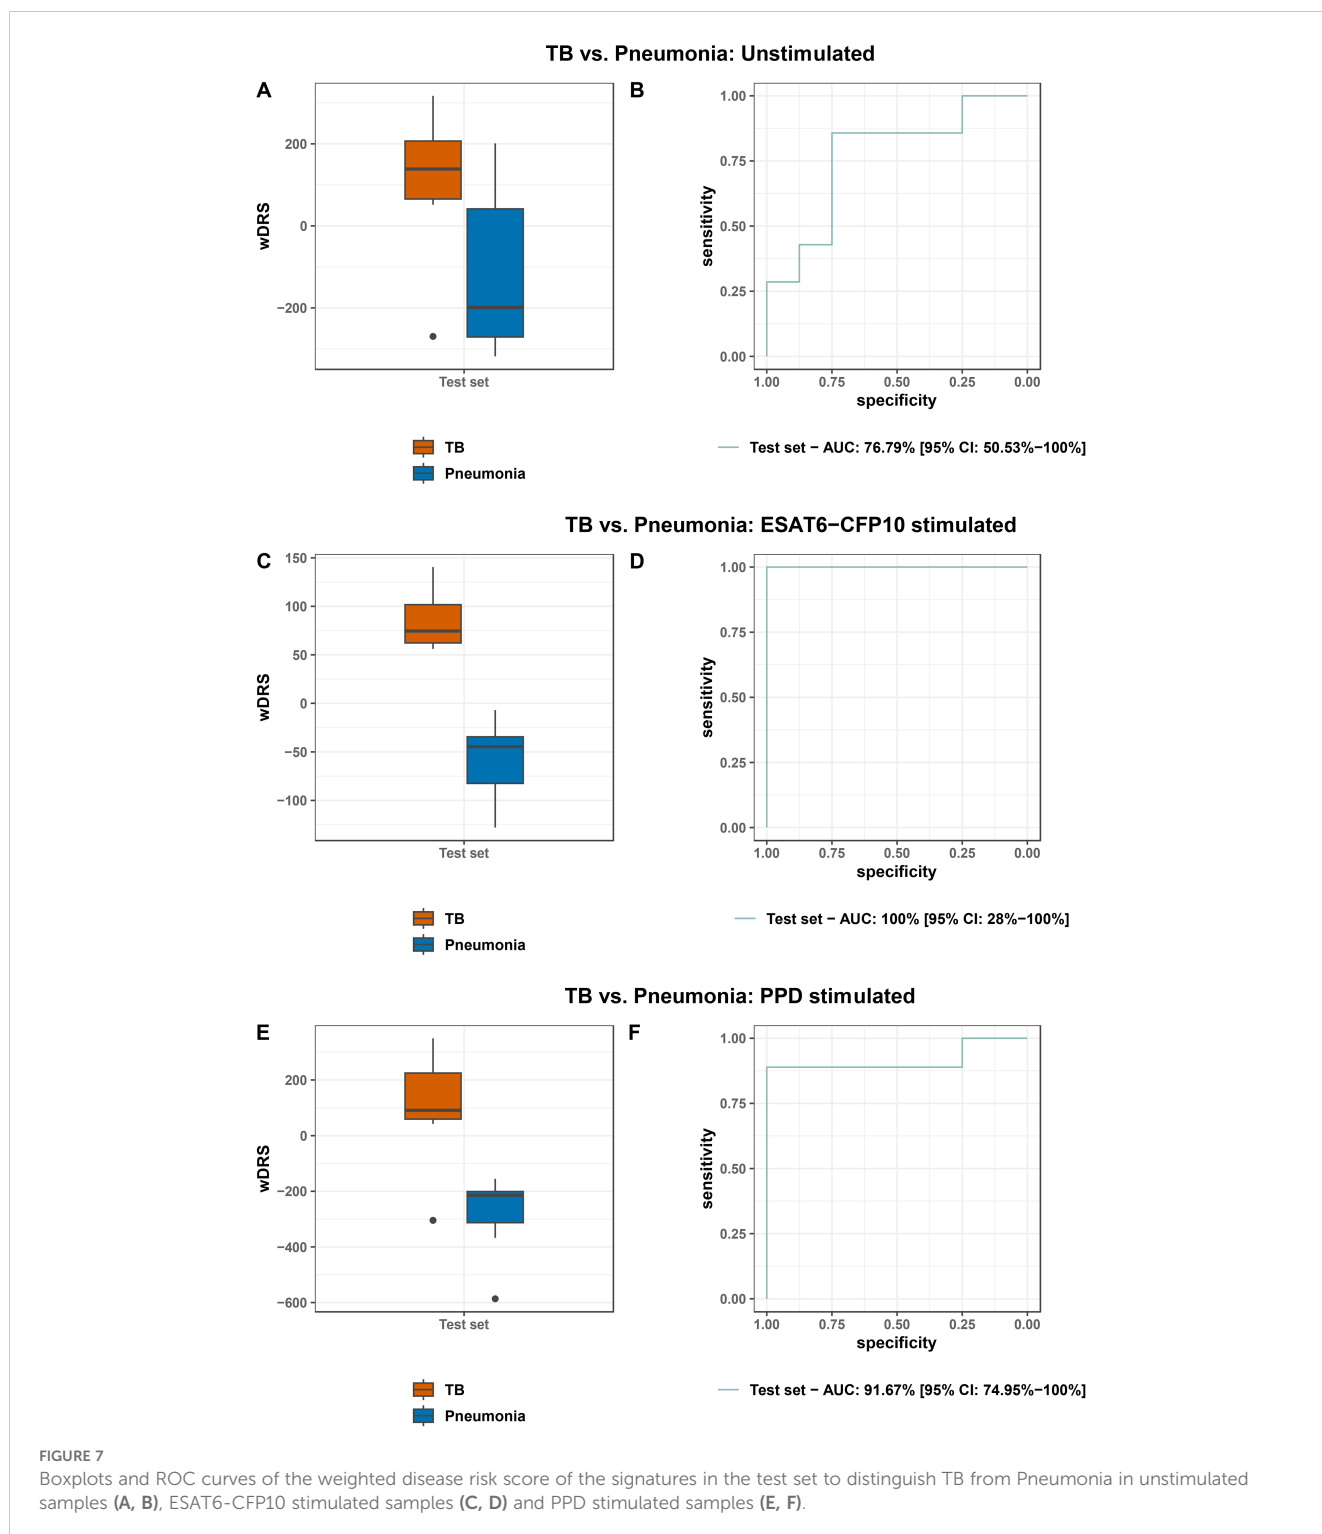 TB vs. Pneumonia: Unstimulated
A
B
wDRS
200
0
−200
Test set
TB
Pneumonia
sensitivity
1.00
0.75
0.50
0.25
0.00
1.00 0.75 0.50 0.25 0.00
specificity
Test set − AUC: 76.79% [95% CI: 50.53%−100%]
TB vs. Pneumonia: ESAT6−CFP10 stimulated
C
D
wDRS
150
100
50
0
−50
−100
Test set
TB
Pneumonia
sensitivity
1.00
0.75
0.50
0.25
0.00
1.00 0.75 0.50 0.25 0.00
specificity
Test set − AUC: 100% [95% CI: 28%−100%]
TB vs. Pneumonia: PPD stimulated
E
F
wDRS
200
0
−200
−400
−600
Test set
TB
Pneumonia
sensitivity
1.00
0.75
0.50
0.25
0.00
1.00 0.75 0.50 0.25 0.00
specificity
Test set − AUC: 91.67% [95% CI: 74.95%−100%]
FIGURE 7
Boxplots and ROC curves of the weighted disease risk score of the signatures in the test set to distinguish TB from Pneumonia in unstimulated
samples (A, B), ESAT6-CFP10 stimulated samples (C, D) and PPD stimulated samples (E, F).